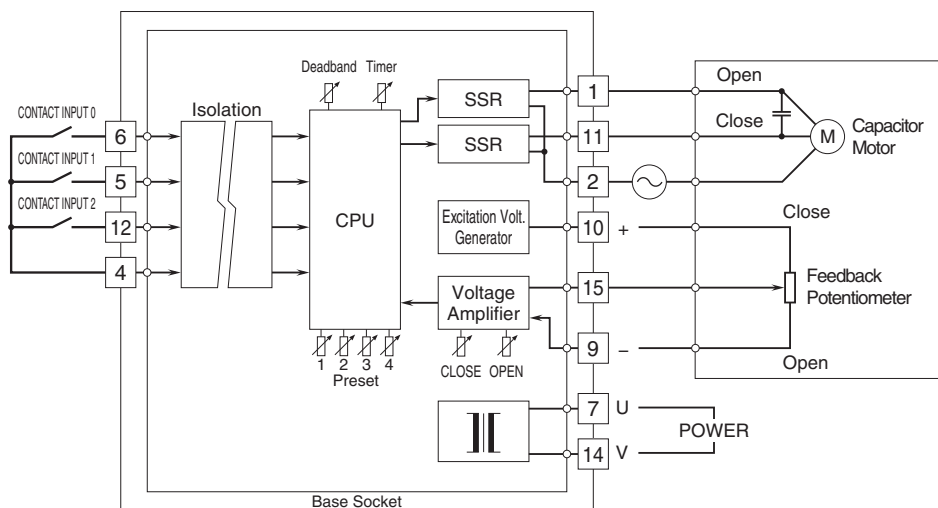 Deadband Timer
Isolation
CONTACT INPUT 0
CONTACT INPUT 1
CONTACT INPUT 2
6
5
12
4
CPU
1 2 3 4
Preset
SSR
SSR
Excitation Volt.
Generator
Voltage
Amplifier
CLOSE OPEN
1
11
2
10 +
15
9 −
7 U
14 V
POWER
Open
Close
M
Capacitor
Motor
Close
Feedback
Potentiometer
Open
Base Socket